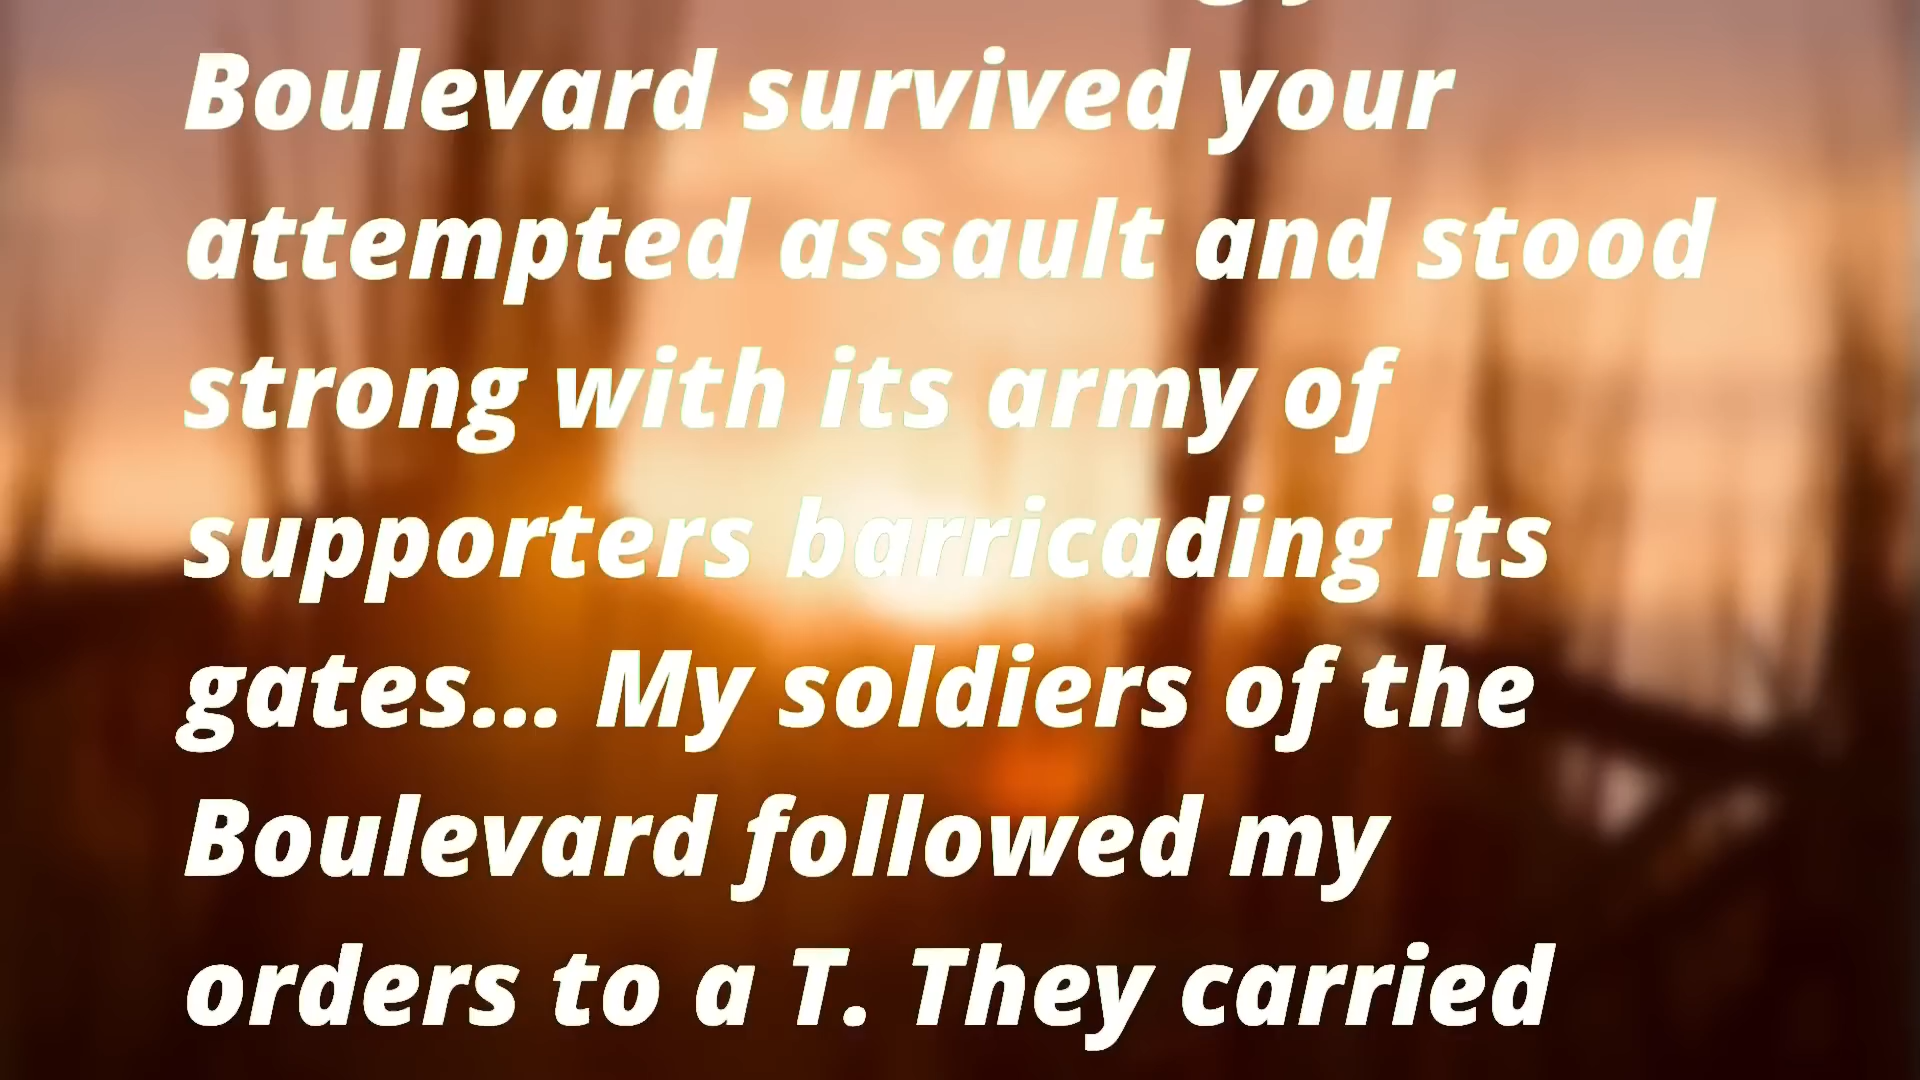 Boulevard survived your
attempted assault and stood
strong with its army of
supporters barricading its
gates... My soldiers of the
Boulevard followed my
orders to a T. They carried